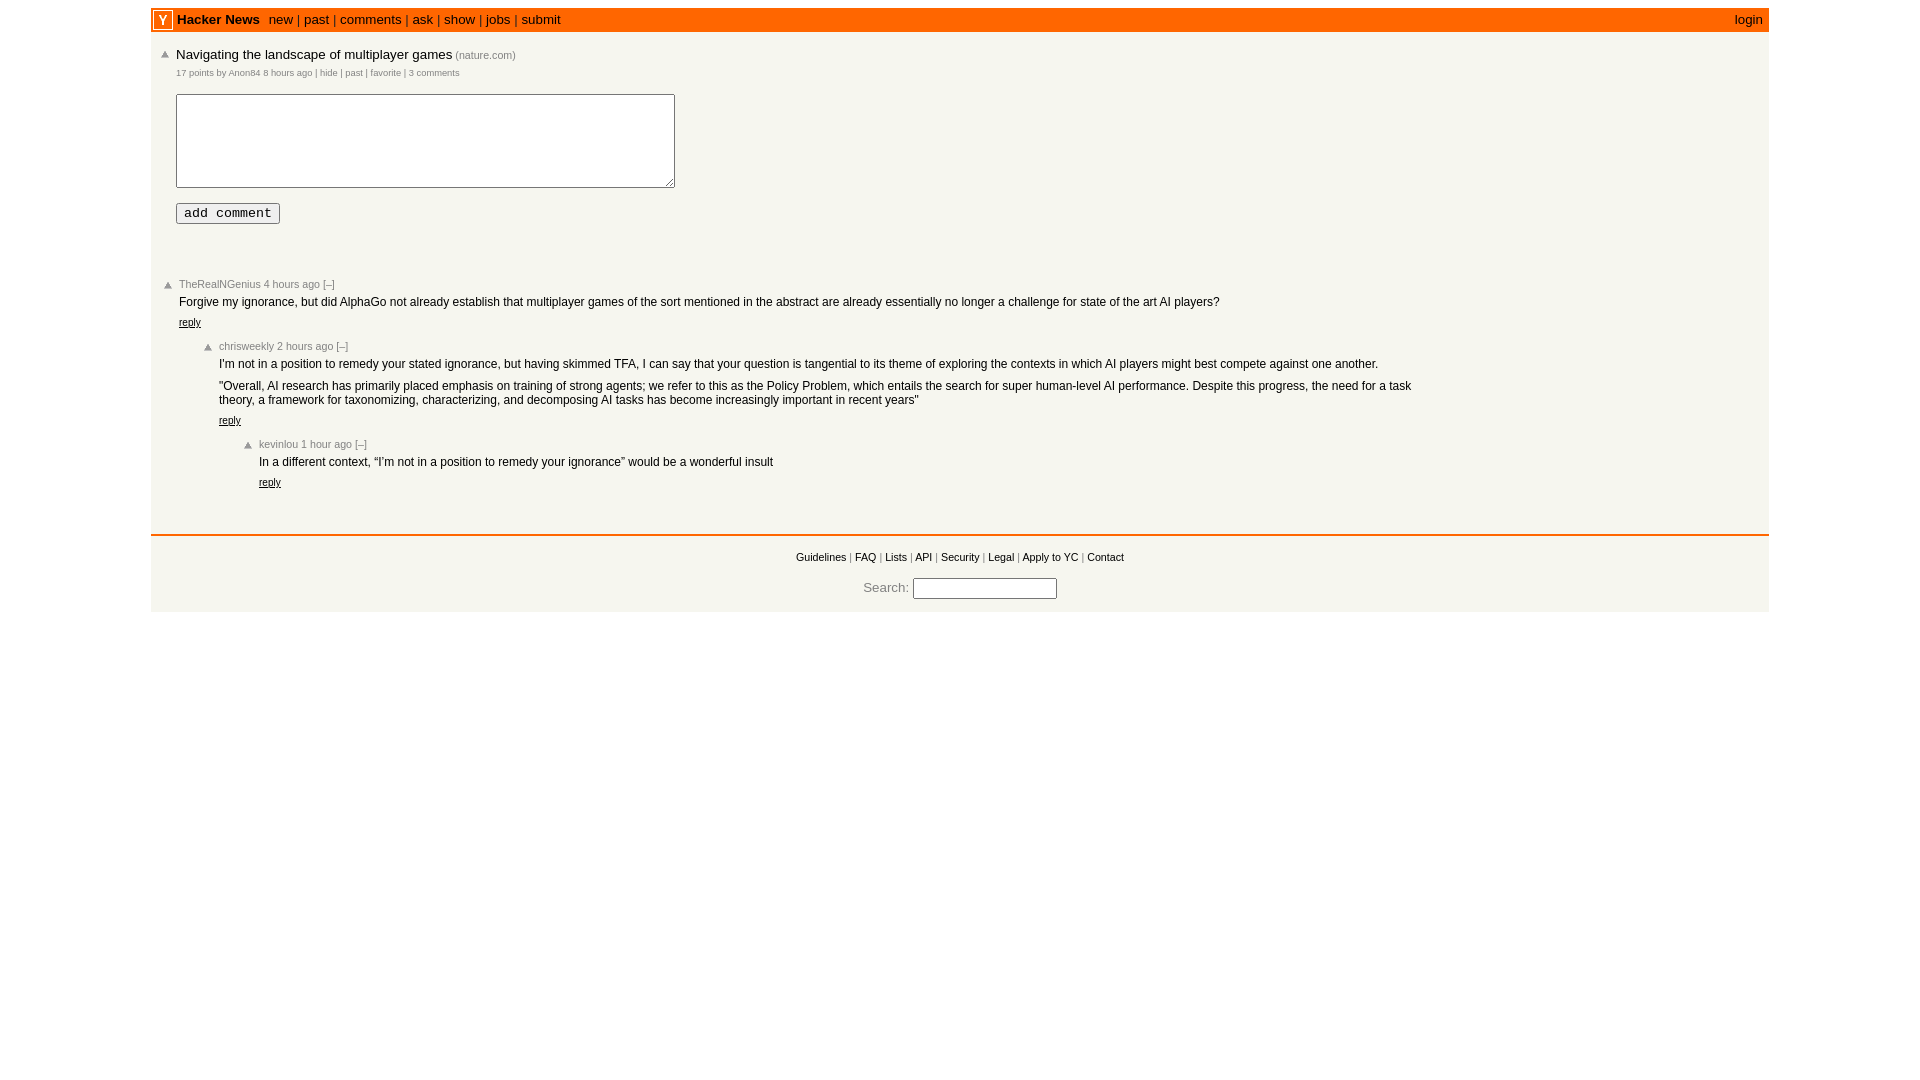 Y Hacker News new | past | comments | ask | show | jobs | submit login
Navigating the landscape of multiplayer games (nature.com)
17 points by Anon84 8 hours ago | hide | past | favorite | 3 comments
add comment
TheRealNGenius 4 hours ago [–]
Forgive my ignorance, but did AlphaGo not already establish that multiplayer games of the sort mentioned in the abstract are already essentially no longer a challenge for state of the art AI players?
reply
chrisweekly 2 hours ago [–]
I'm not in a position to remedy your stated ignorance, but having skimmed TFA, I can say that your question is tangential to its theme of exploring the contexts in which AI players might best compete against one another.
"Overall, AI research has primarily placed emphasis on training of strong agents; we refer to this as the Policy Problem, which entails the search for super human-level AI performance. Despite this progress, the need for a task
theory, a framework for taxonomizing, characterizing, and decomposing AI tasks has become increasingly important in recent years"
reply
kevinlou 1 hour ago [–]
In a different context, “I’m not in a position to remedy your ignorance” would be a wonderful insult
reply
Guidelines | FAQ | Lists | API | Security | Legal | Apply to YC | Contact
Search: